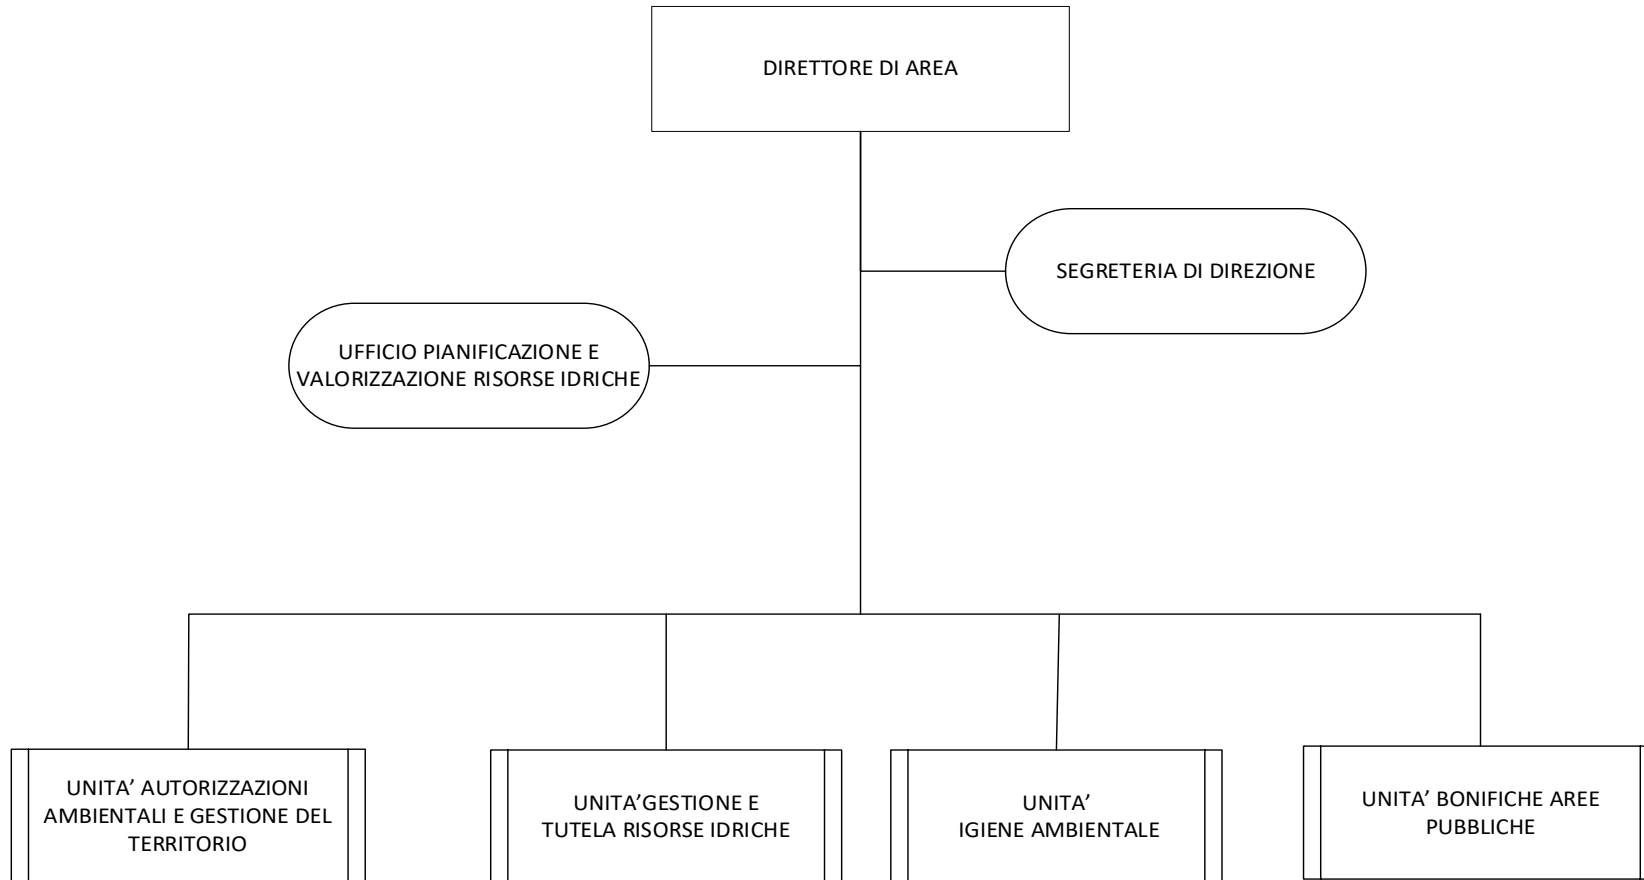 DIRETTORE DI AREA
SEGRETERIA DI DIREZIONE
UFFICIO PIANIFICAZIONE E
VALORIZZAZIONE RISORSE IDRICHE
UNITA’ AUTORIZZAZIONI
AMBIENTALI E GESTIONE DEL
TERRITORIO
UNITA’GESTIONE E
TUTELA RISORSE IDRICHE
UNITA’
IGIENE AMBIENTALE
UNITA’ BONIFICHE AREE
PUBBLICHE